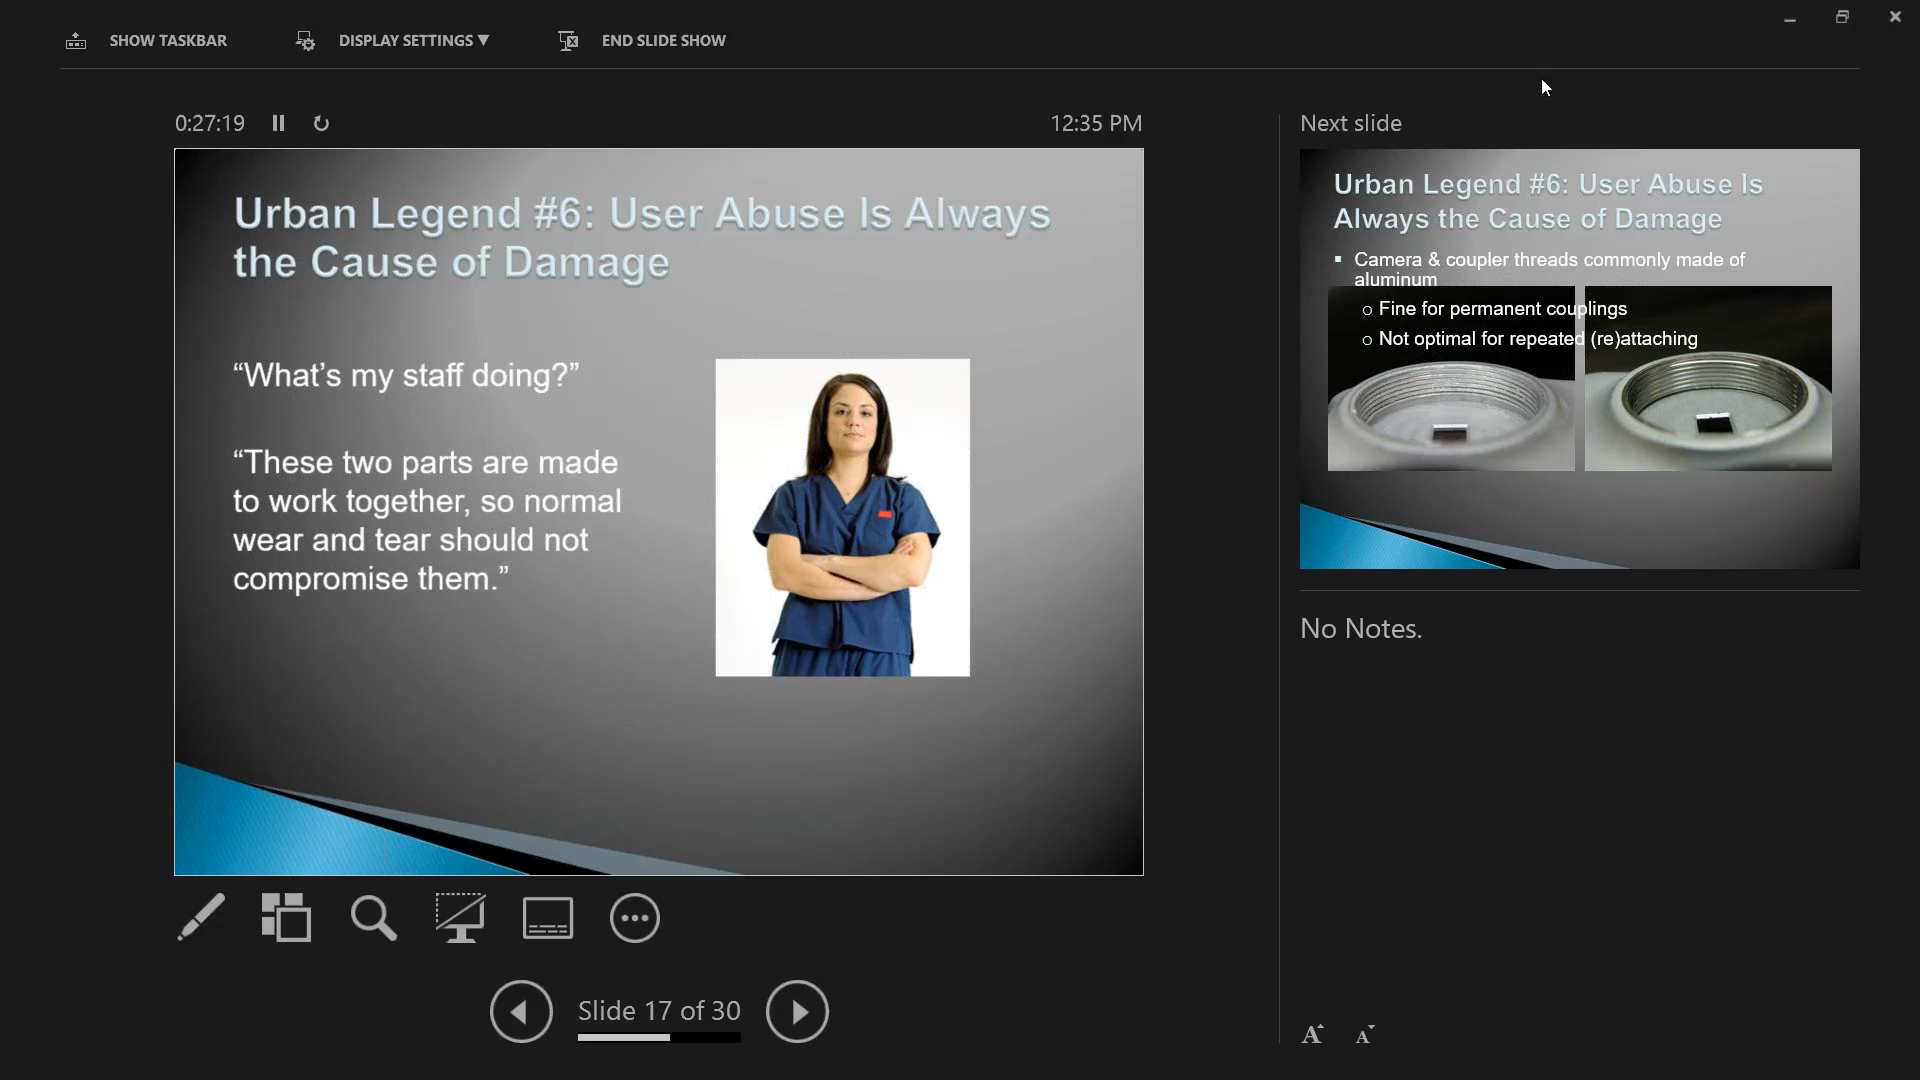 SHOW TASKBAR
DISPLAY SETTINGS ▼
END SLIDE SHOW
0:27:19
12:35 PM
Urban Legend #6: User Abuse Is Always
the Cause of Damage
“What’s my staff doing?”
“These two parts are made
to work together, so normal
wear and tear should not
compromise them.”
Slide 17 of 30
Next slide
Urban Legend #6: User Abuse Is
Always the Cause of Damage
▪ Camera & coupler threads commonly made of
aluminum
o Fine for permanent couplings
o Not optimal for repeated (re)attaching
No Notes.
A A